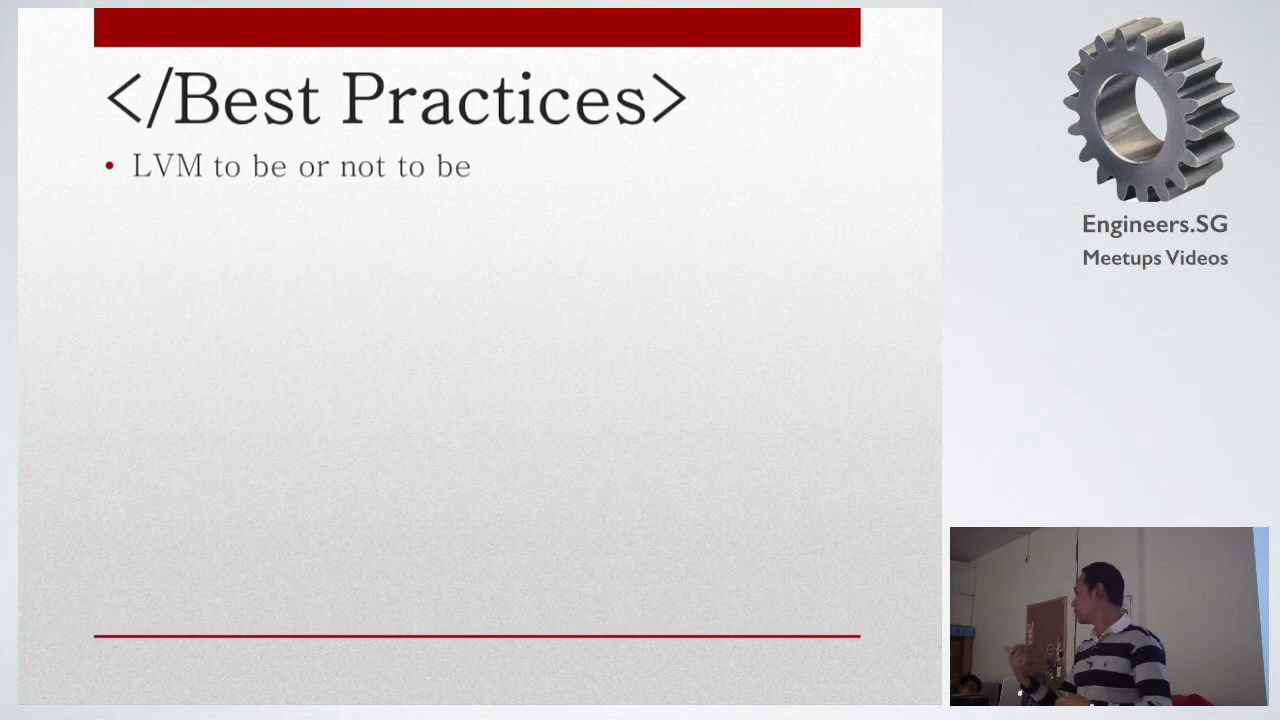 </Best Practices>
• LVM to be or not to be
Engineers.SG
Meetups Videos